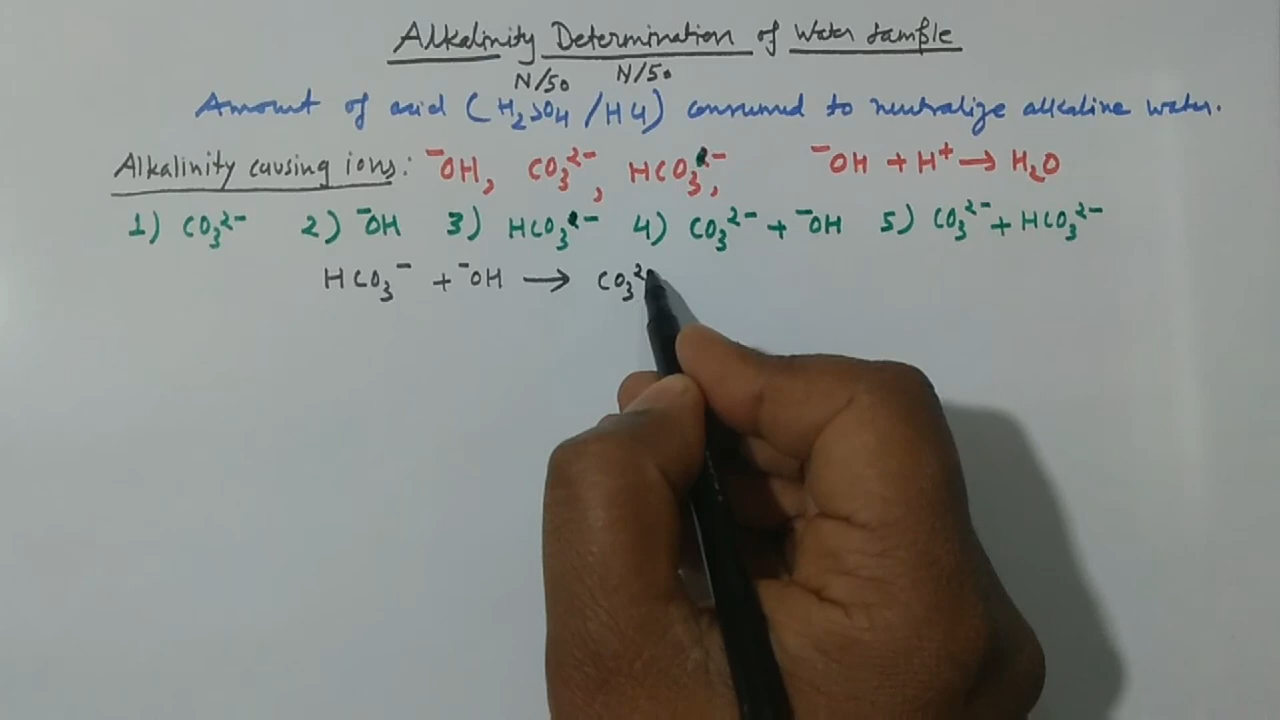 Alkalinity Determination of Water Sample
N/50 N/50
Amount of acid (H₂SO₄ / HCl) consumed to neutralize alkaline water.
Alkalinity causing ions: ⁻OH, CO₃²⁻, HCO₃⁻, ⁻OH + H⁺ → H₂O
1) CO₃²⁻ 2) ⁻OH 3) HCO₃⁻ 4) CO₃²⁻ + ⁻OH 5) CO₃²⁻ + HCO₃²⁻
HCO₃⁻ + ⁻OH → CO₃²